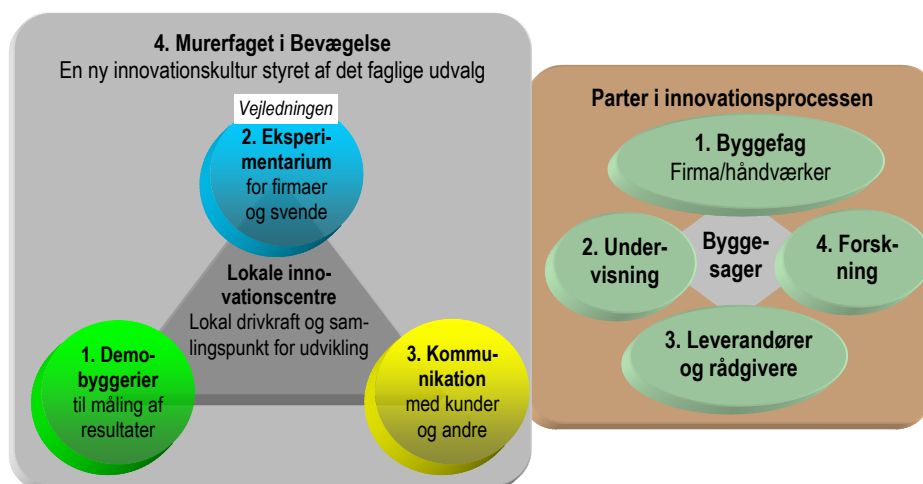 4. Murerfaget i Bevægelse
En ny innovationskultur styret af det faglige udvalg
Vejledningen
2. Eksperi-
mentarium
for firmaer
og svende
Lokale inno-
vationscentre
Lokal drivkraft og sam-
lingspunkt for udvikling
1. Demo-
byggerier
til måling af
resultater
3. Kommu-
nikation
med kunder
og andre
Parter i innovationsprocessen
1. Byggefag
Firma/håndværker
2. Under-
visning
Bygge-
sager
4. Forsk-
ning
3. Leverandører
og rådgivere